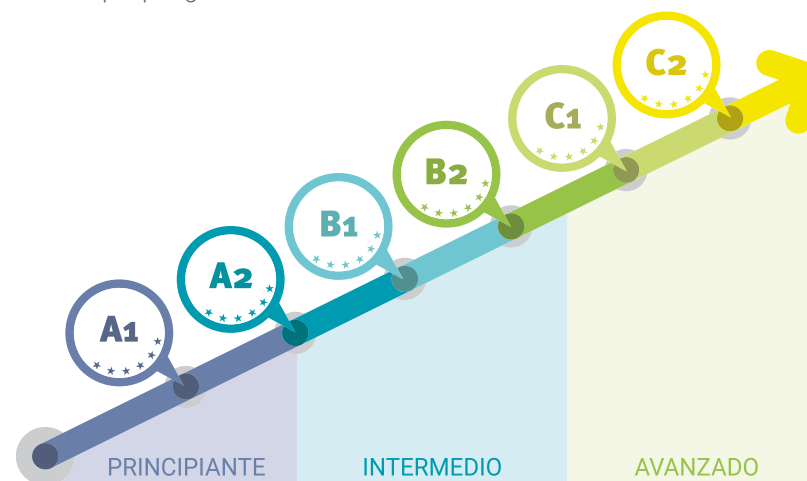 C2
C1
B2
B1
A2
A1
PRINCIPIANTE
INTERMEDIO
AVANZADO